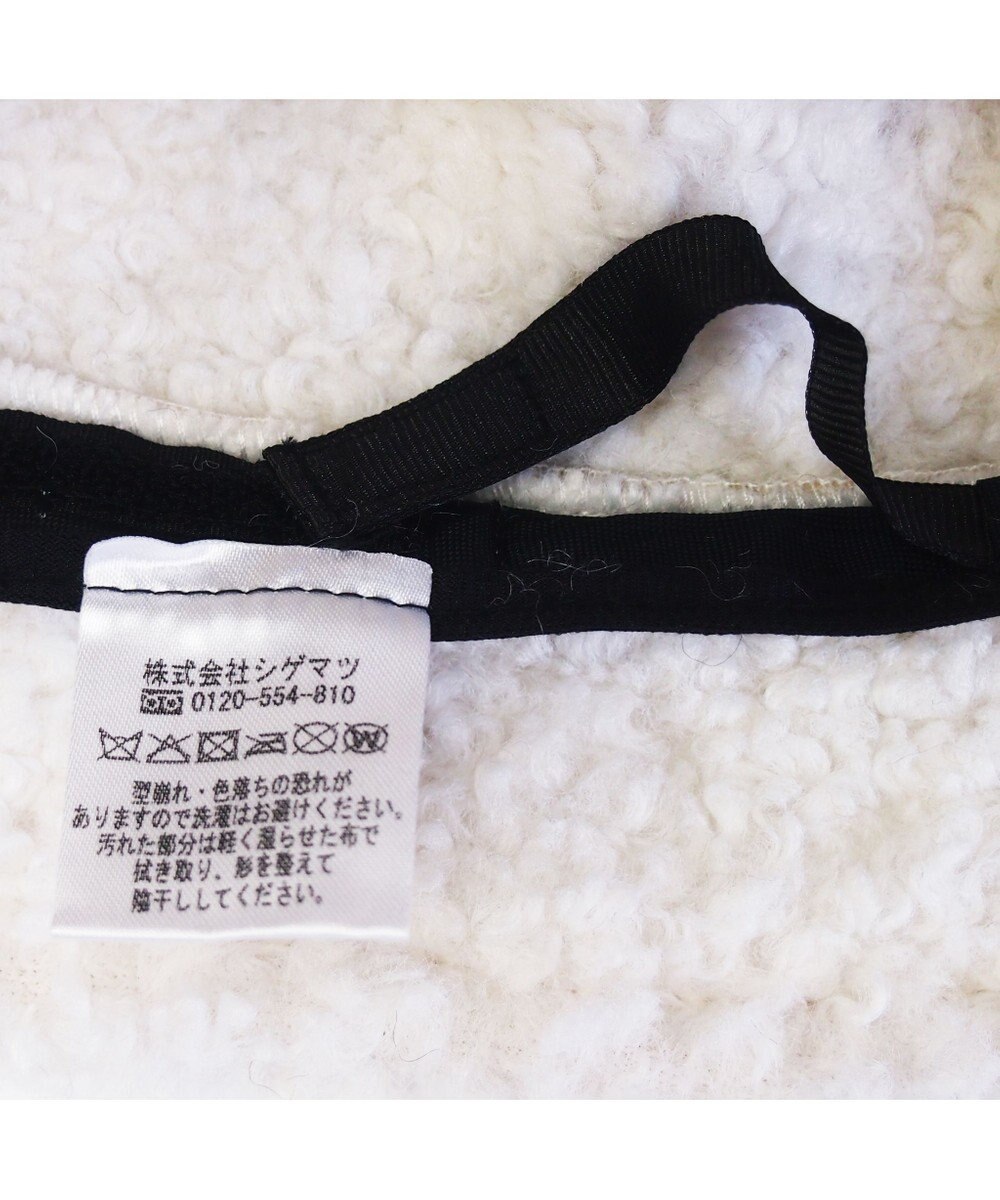 株式会社シゲマツ
0120-554-810
型崩れ・色落ちの恐れが
ありますので洗濯はお避けください。
汚れた部分は軽く湿らせた布で
拭き取り、形を整えて
陰干ししてください。